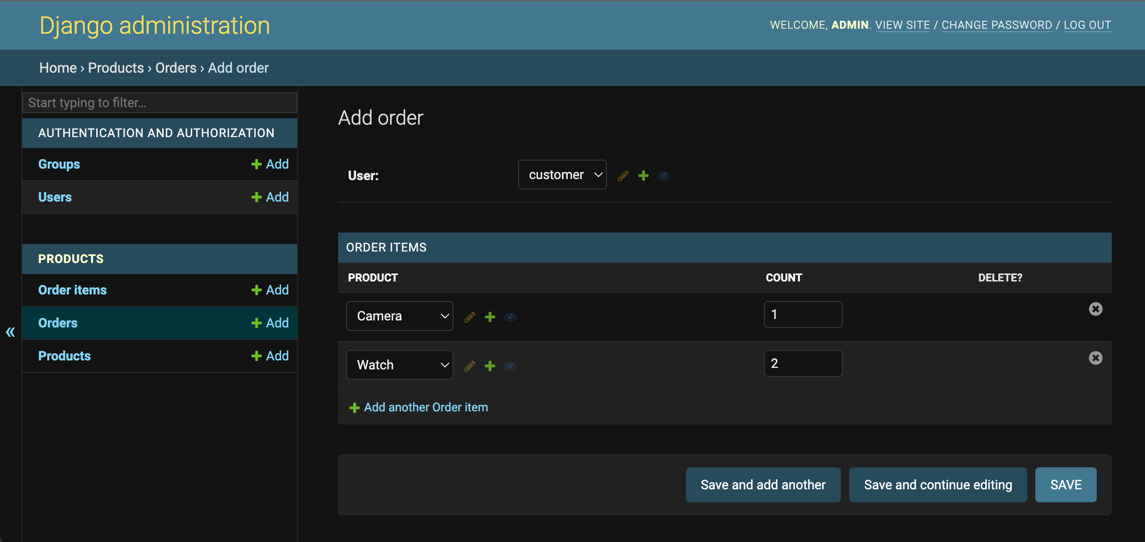 Django administration
WELCOME, ADMIN. VIEW SITE / CHANGE PASSWORD / LOG OUT
Home › Products › Orders › Add order
Start typing to filter...
AUTHENTICATION AND AUTHORIZATION
Groups + Add
Users + Add
PRODUCTS
Order items + Add
Orders + Add
Products + Add
«
Add order
User: customer
ORDER ITEMS
PRODUCT COUNT DELETE?
Camera 1
Watch 2
+ Add another Order item
Save and add another Save and continue editing SAVE